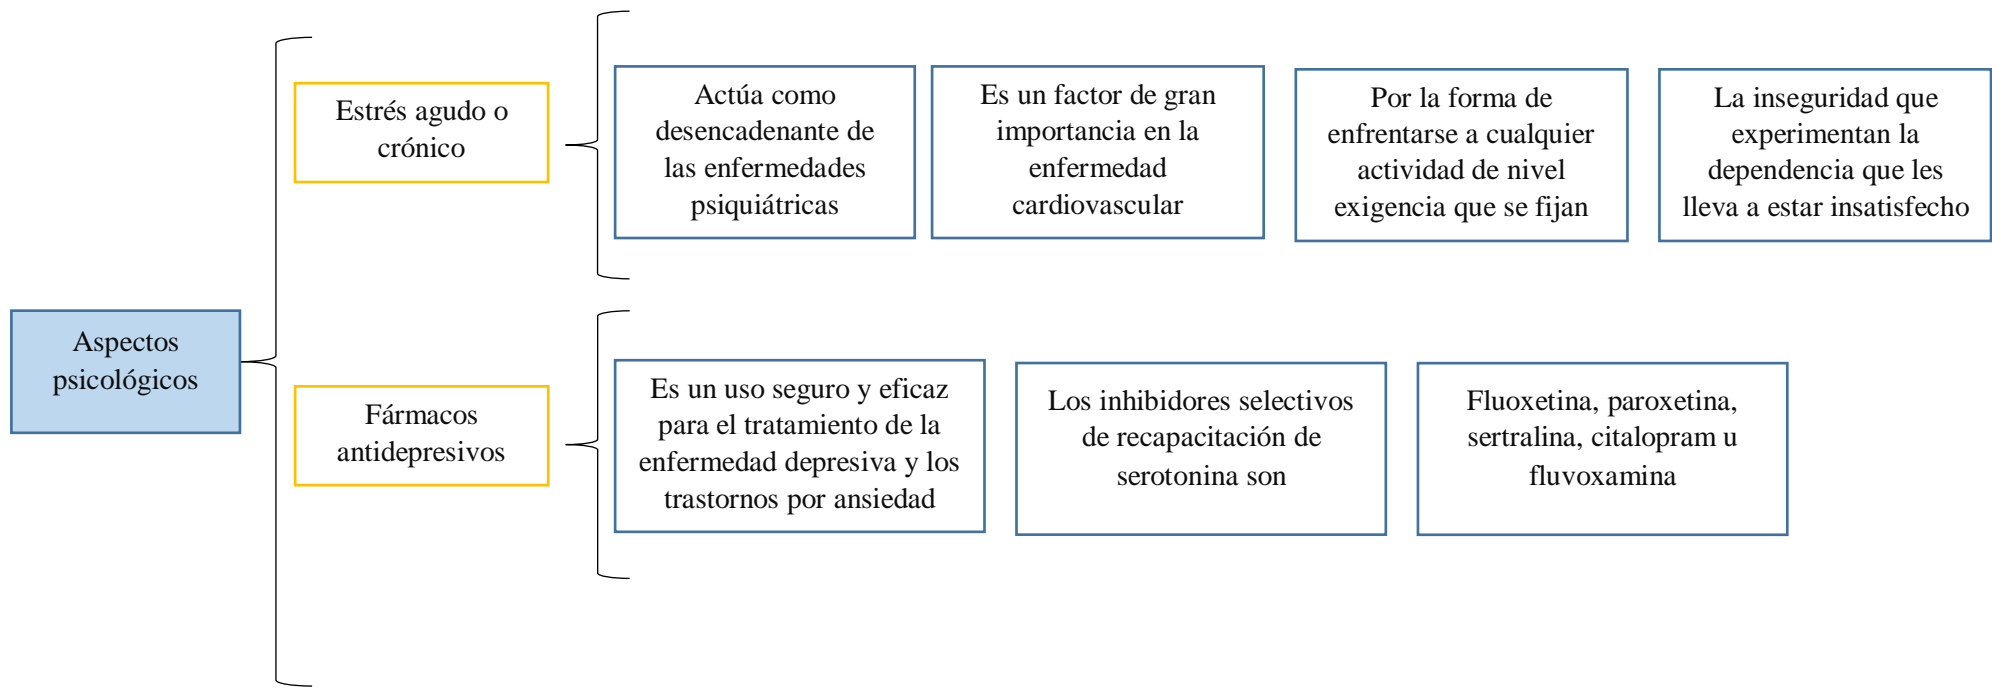 Aspectos
psicológicos
Estrés agudo o
crónico
Actúa como
desencadenante de
las enfermedades
psiquiátricas
Es un factor de gran
importancia en la
enfermedad
cardiovascular
Por la forma de
enfrentarse a cualquier
actividad de nivel
exigencia que se fijan
La inseguridad que
experimentan la
dependencia que les
lleva a estar insatisfecho
Fármacos
antidepresivos
Es un uso seguro y eficaz
para el tratamiento de la
enfermedad depresiva y los
trastornos por ansiedad
Los inhibidores selectivos
de recapacitación de
serotonina son
Fluoxetina, paroxetina,
sertralina, citalopram u
fluvoxamina